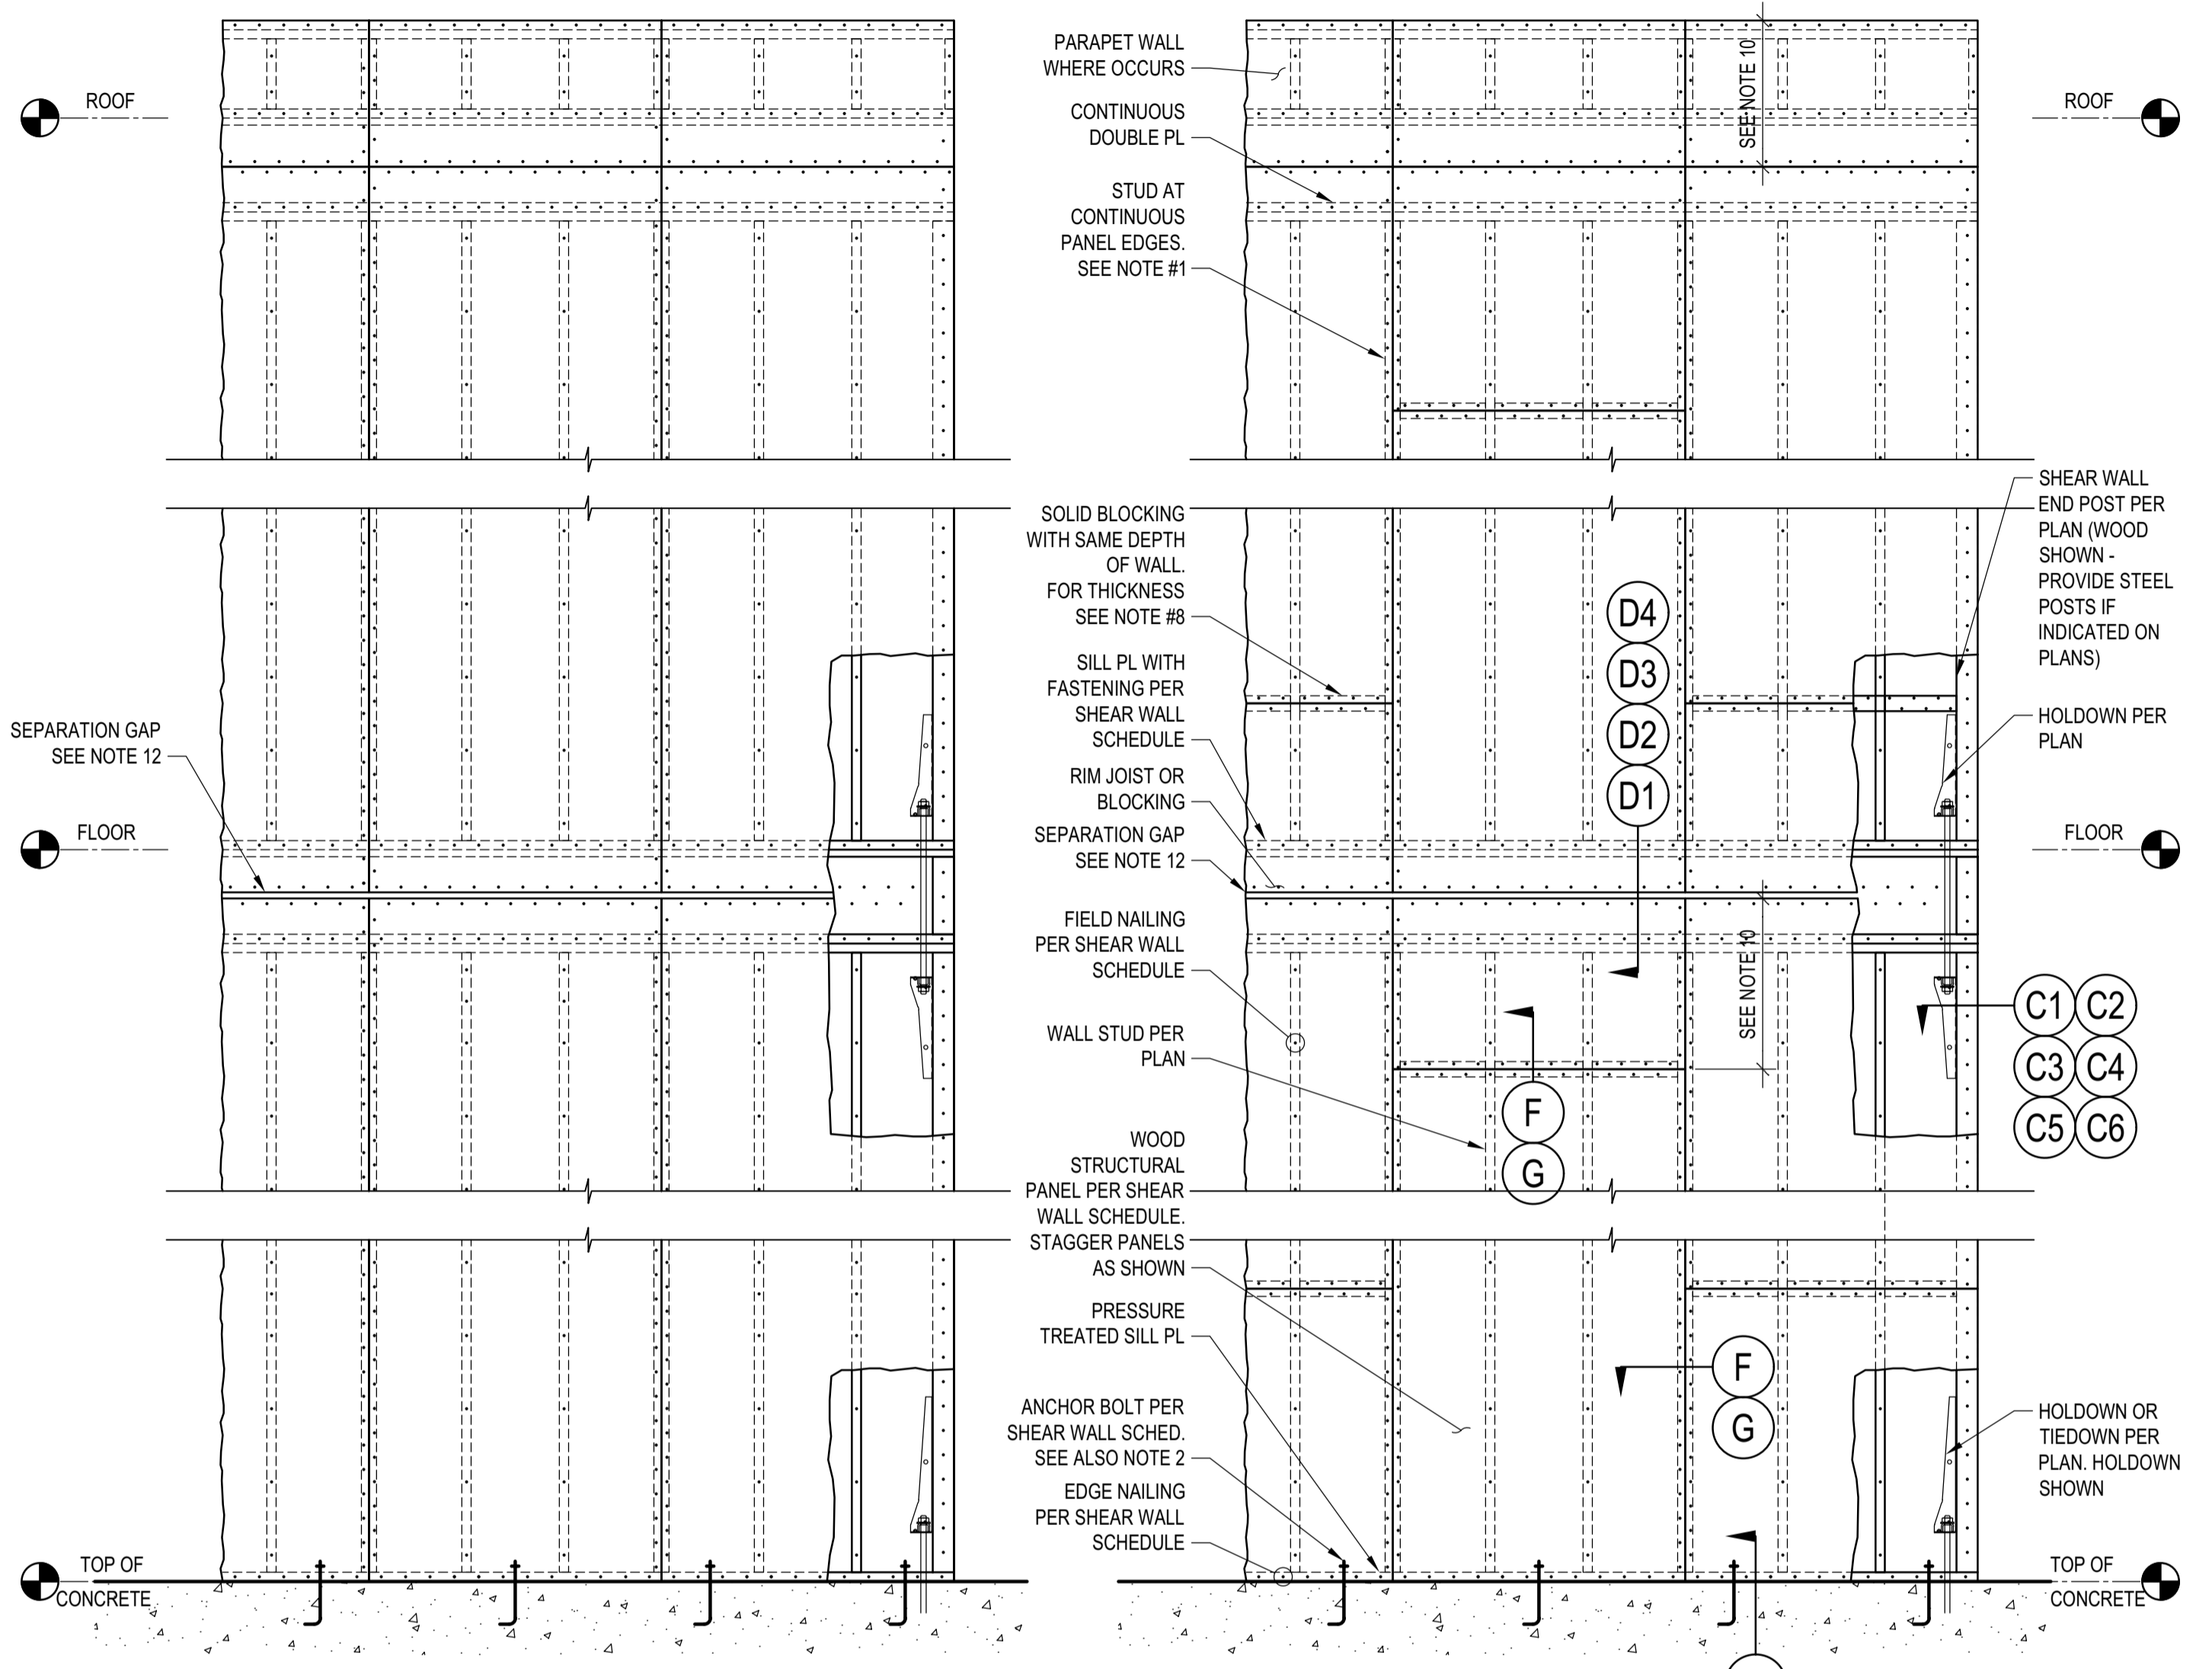 ROOF
SEPARATION GAP
SEE NOTE 12
FLOOR
TOP OF
CONCRETE
PARAPET WALL
WHERE OCCURS
CONTINUOUS
DOUBLE PL
STUD AT
CONTINUOUS
PANEL EDGES.
SEE NOTE #1
SOLID BLOCKING
WITH SAME DEPTH
OF WALL.
FOR THICKNESS
SEE NOTE #8
SILL PL WITH
FASTENING PER
SHEAR WALL
SCHEDULE
RIM JOIST OR
BLOCKING
SEPARATION GAP
SEE NOTE 12
FIELD NAILING
PER SHEAR WALL
SCHEDULE
WALL STUD PER
PLAN
WOOD
STRUCTURAL
PANEL PER SHEAR
WALL SCHEDULE.
STAGGER PANELS
AS SHOWN
PRESSURE
TREATED SILL PL
ANCHOR BOLT PER
SHEAR WALL SCHED.
SEE ALSO NOTE 2
EDGE NAILING
PER SHEAR WALL
SCHEDULE
SEE NOTE 10
D4
D3
D2
D1
SEE NOTE 10
F
G
F
G
ROOF
SHEAR WALL
END POST PER
PLAN (WOOD
SHOWN -
PROVIDE STEEL
POSTS IF
INDICATED ON
PLANS)
HOLDOWN PER
PLAN
FLOOR
C1 C2
C3 C4
C5 C6
HOLDOWN OR
TIEDOWN PER
PLAN. HOLDOWN
SHOWN
TOP OF
CONCRETE